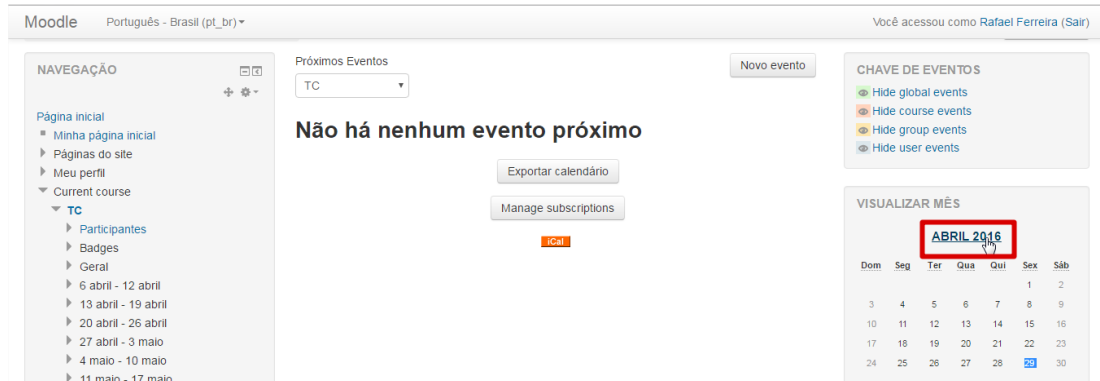 Moodle Português - Brasil (pt_br)
Você acessou como Rafael Ferreira (Sair)
NAVEGAÇÃO
Página inicial
Minha página inicial
Páginas do site
Meu perfil
Current course
TC
Participantes
Badges
Geral
6 abril - 12 abril
13 abril - 19 abril
20 abril - 26 abril
27 abril - 3 maio
4 maio - 10 maio
11 maio - 17 maio
Próximos Eventos
TC
Novo evento
Não há nenhum evento próximo
Exportar calendário
Manage subscriptions
iCal
CHAVE DE EVENTOS
Hide global events
Hide course events
Hide group events
Hide user events
VISUALIZAR MÊS
ABRIL 2016
Dom Seg Ter Qua Qui Sex Sáb
1 2
3 4 5 6 7 8 9
10 11 12 13 14 15 16
17 18 19 20 21 22 23
24 25 26 27 28 29 30